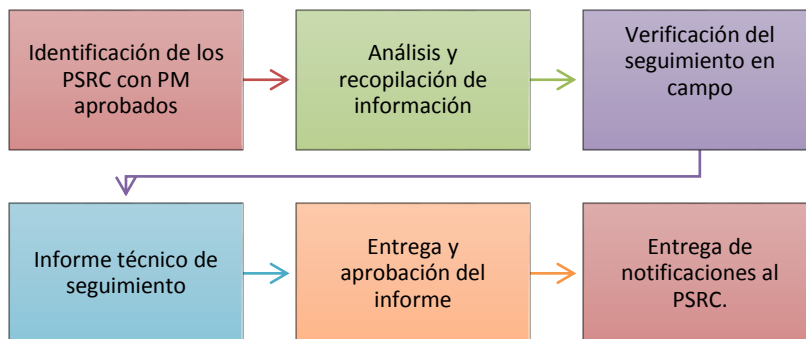 Identificación de los
PSRC con PM
aprobados
Análisis y
recopilación de
información
Verificación del
seguimiento en
campo
Informe técnico de
seguimiento
Entrega y
aprobación del
informe
Entrega de
notificaciones al
PSRC.